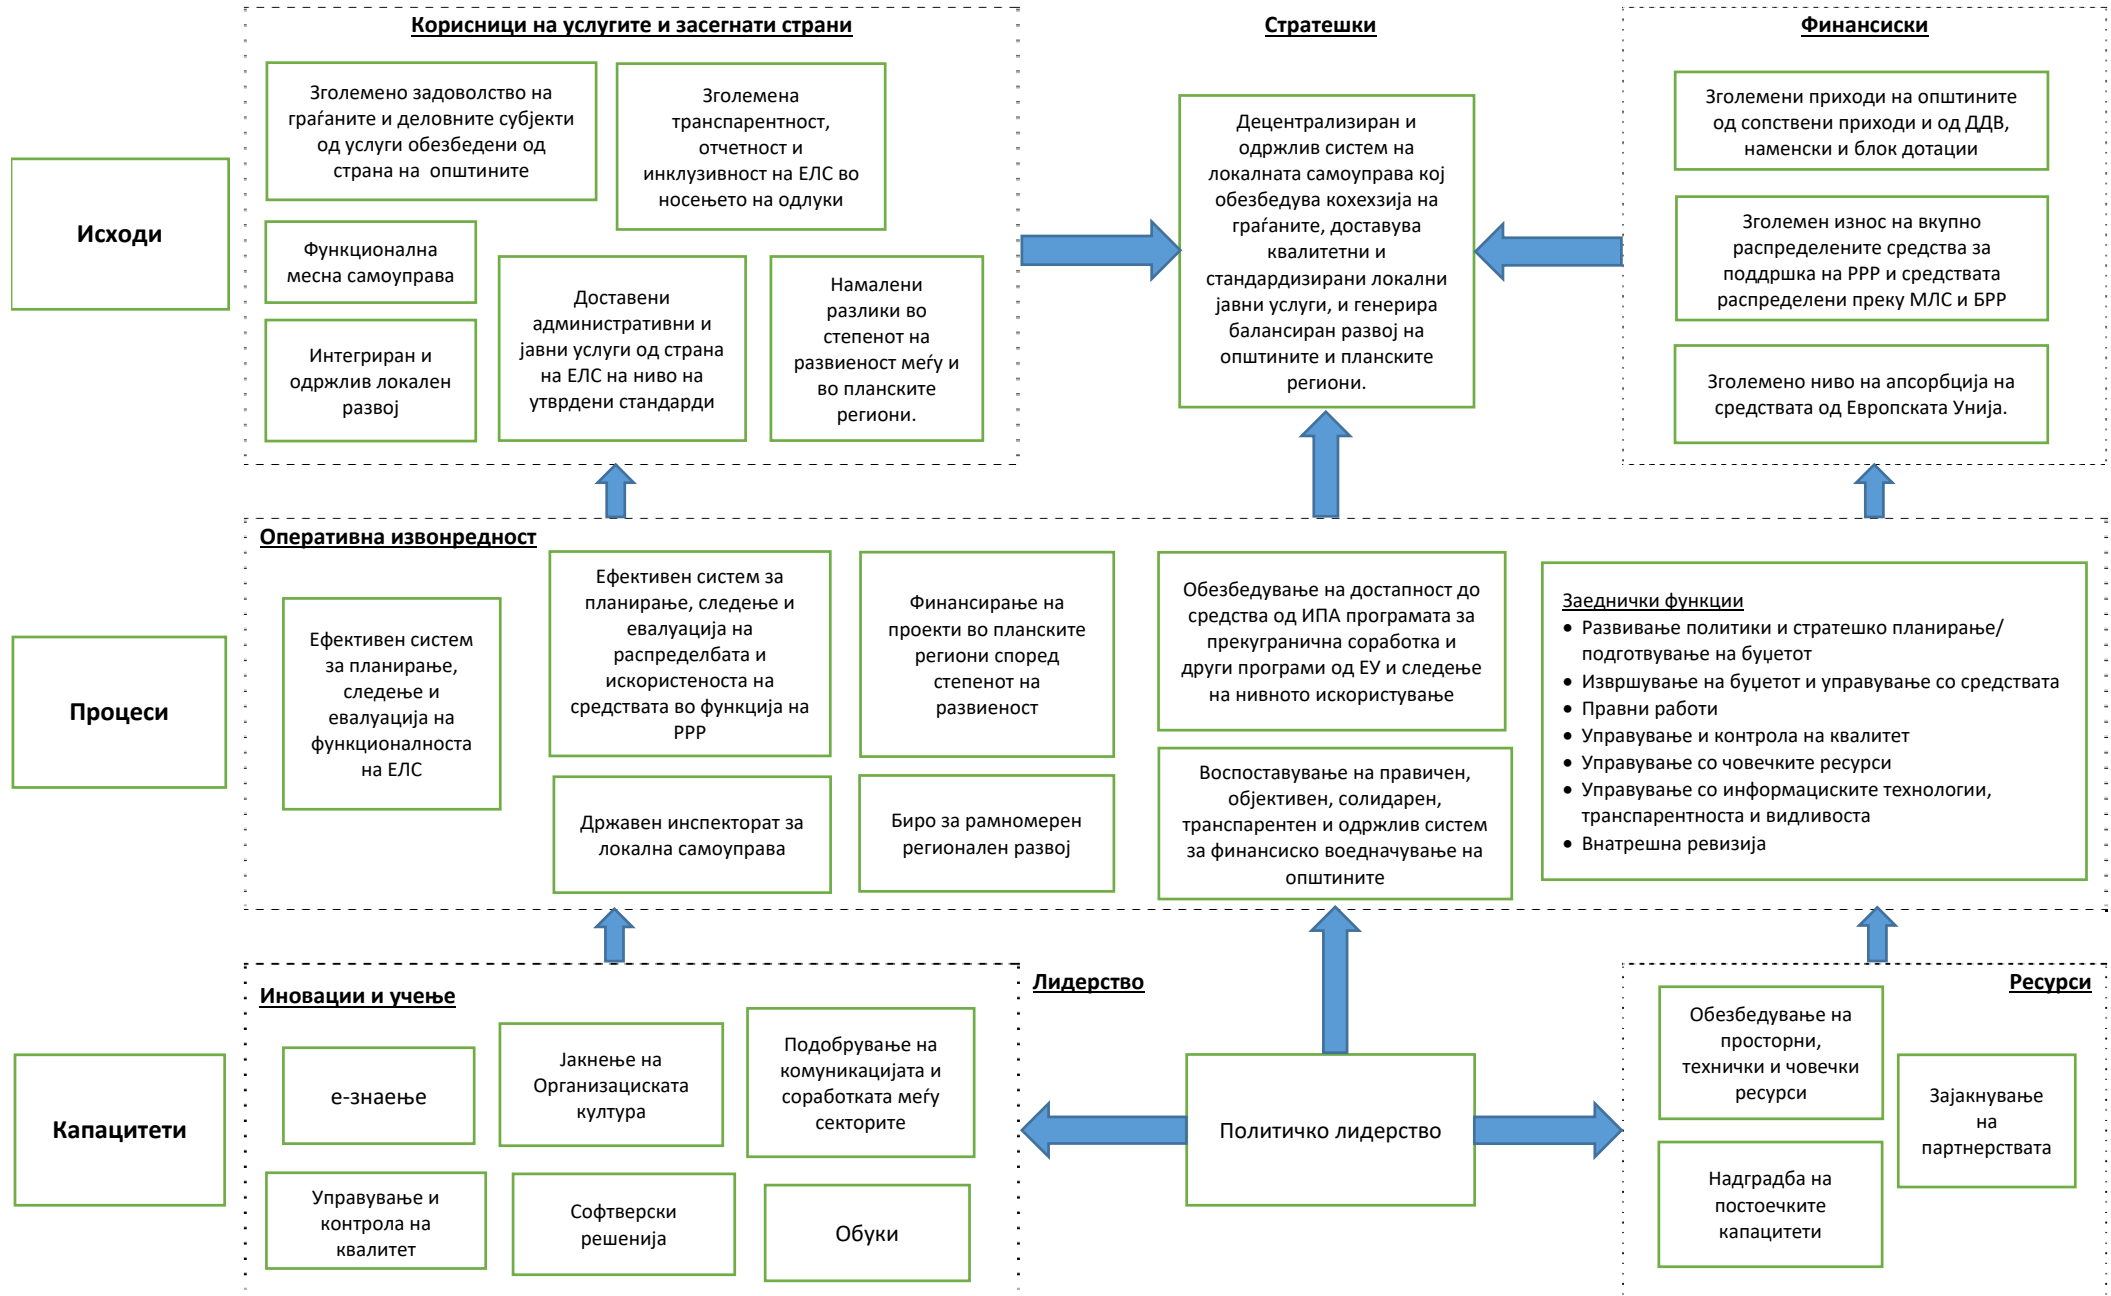 Корисници на услугите и засегнати страни
Стратешки
Финансиски
Исходи
Зголемено задоволство на
граѓаните и деловните субјекти
од услуги обезбедени од
страна на  општините
Зголемена
транспарентност,
отчетност и
инклузивност на ЕЛС во
носењето на одлуки
Функционална
месна самоуправа
Интегриран и
одржлив локален
развој
Доставени
административни и
јавни услуги од страна
на ЕЛС на ниво на
утврдени стандарди
Намалени
разлики во
степенот на
развиеност меѓу и
во планските
региони.
Децентрализиран и
одржлив систем на
локалната самоуправа кој
обезбедува кохехзија на
граѓаните, доставува
квалитетни и
стандардизирани локални
јавни услуги, и генерира
балансиран развој на
општините и планските
региони.
Зголемени приходи на општините
од сопствени приходи и од ДДВ,
наменски и блок дотации
Зголемен износ на вкупно
распределените средства за
поддршка на РРР и средствата
распределени преку МЛС и БРР
Зголемено ниво на апсорбција на
средствата од Европската Унија.
Процеси
Оперативна извонредност
Ефективен систем
за планирање,
следење и
евалуација на
функционалноста
на ЕЛС
Ефективен систем за
планирање, следење и
евалуација на
распределбата и
искористеноста на
средствата во функција на
РРР
Државен инспекторат за
локална самоуправа
Финансирање на
проекти во планските
региони според
степенот на
развиеност
Биро за рамномерен
регионален развој
Обезбедување на достапност до
средства од ИПА програмата за
прекугранична соработка и
други програми од ЕУ и следење
на нивното искористување
Воспоставување на правичен,
објективен, солидарен,
транспарентен и одржлив систем
за финансиско воедначување на
општините
Заеднички функции
• Развивање политики и стратешко планирање/
подготвување на буџетот
• Извршување на буџетот и управување со средствата
• Правни работи
• Управување и контрола на квалитет
• Управување со човечките ресурси
• Управување со информациските технологии,
транспарентноста и видливоста
• Внатрешна ревизија
Капацитети
Иновации и учење
е-знаење
Јакнење на
Организациската
култура
Подобрување на
комуникацијата и
соработката меѓу
секторите
Управување и
контрола на
квалитет
Софтверски
решенија
Обуки
Лидерство
Политичко лидерство
Ресурси
Обезбедување на
просторни,
технички и човечки
ресурси
Зајакнување
на
партнерствата
Надградба на
постоечките
капацитети